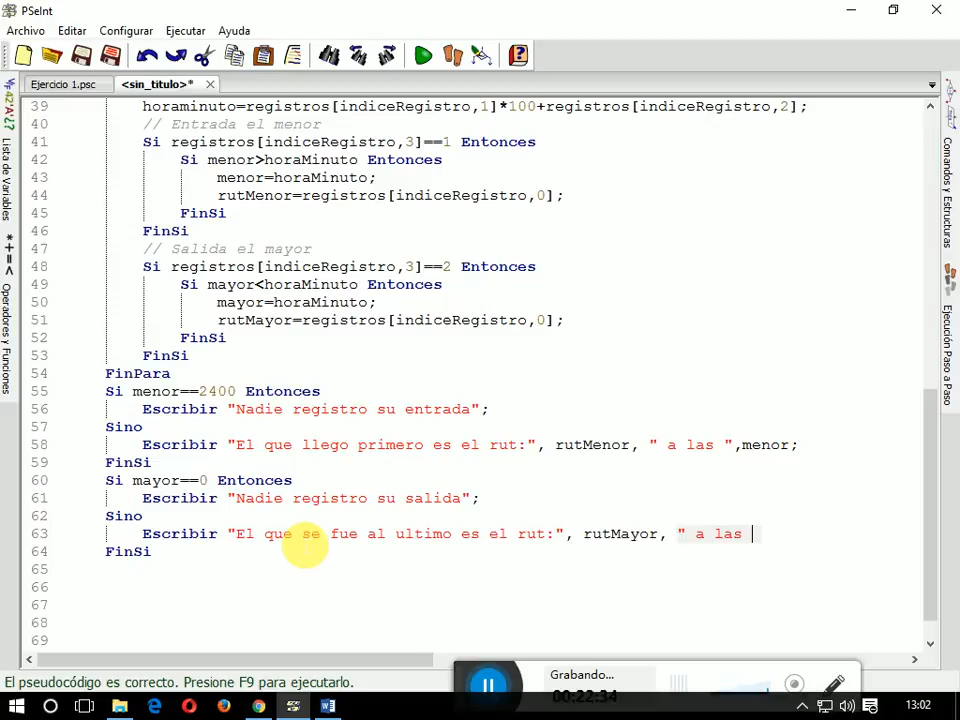 PSeInt
Archivo Editar Configurar Ejecutar Ayuda
Ejercicio 1.psc <sin_titulo>*
39 horaminuto=registros[indiceRegistro,1]*100+registros[indiceRegistro,2];
40 // Entrada el menor
41 Si registros[indiceRegistro,3]==1 Entonces
42 Si menor>horaMinuto Entonces
43 menor=horaMinuto;
44 rutMenor=registros[indiceRegistro,0];
45 FinSi
46 FinSi
47 // Salida el mayor
48 Si registros[indiceRegistro,3]==2 Entonces
49 Si mayor<horaMinuto Entonces
50 mayor=horaMinuto;
51 rutMayor=registros[indiceRegistro,0];
52 FinSi
53 FinSi
54 FinPara
55 Si menor==2400 Entonces
56 Escribir "Nadie registro su entrada";
57 Sino
58 Escribir "El que llego primero es el rut:", rutMenor, " a las ",menor;
59 FinSi
60 Si mayor==0 Entonces
61 Escribir "Nadie registro su salida";
62 Sino
63 Escribir "El que se fue al ultimo es el rut:", rutMayor, " a las
64 FinSi
65
66
67
68
69
Lista de Variables
*+=< Operadores y Funciones
Comandos y Estructuras
Ejecución Paso a Paso
El pseudocódigo es correcto. Presione F9 para ejecutarlo.
Grabando...
00:22:34
13:02